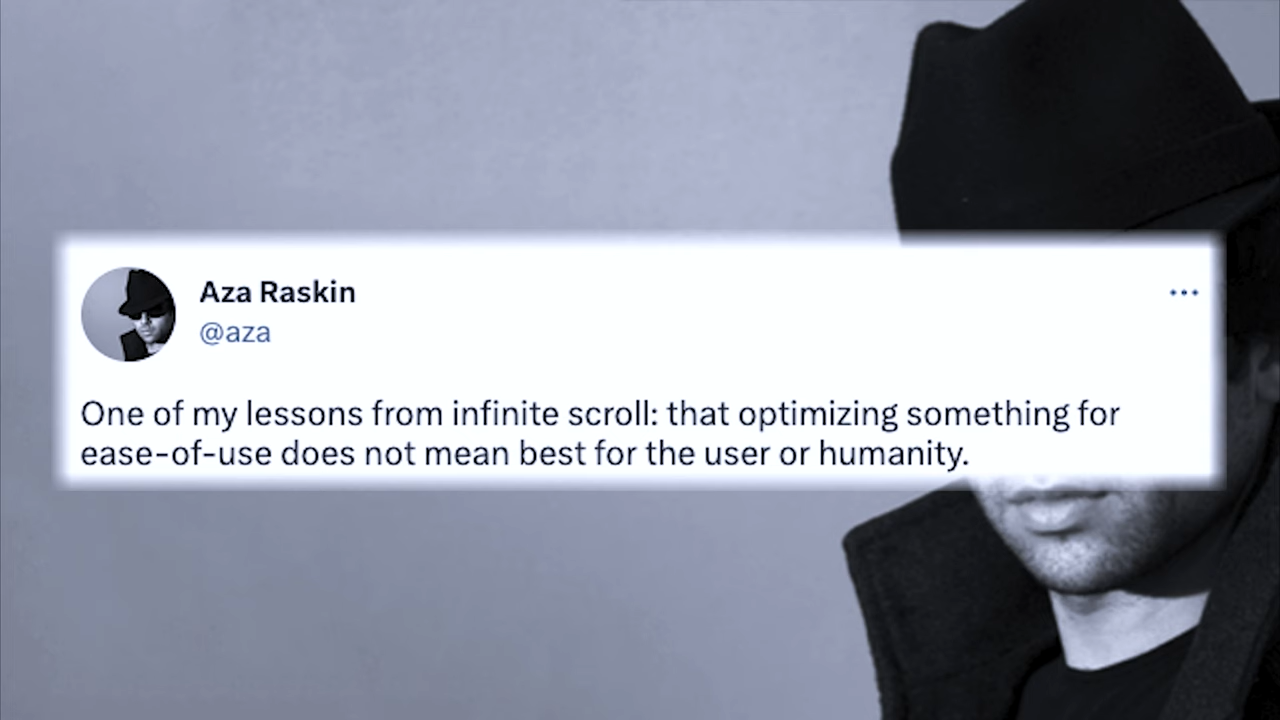 Aza Raskin
@aza
One of my lessons from infinite scroll: that optimizing something for
ease-of-use does not mean best for the user or humanity.